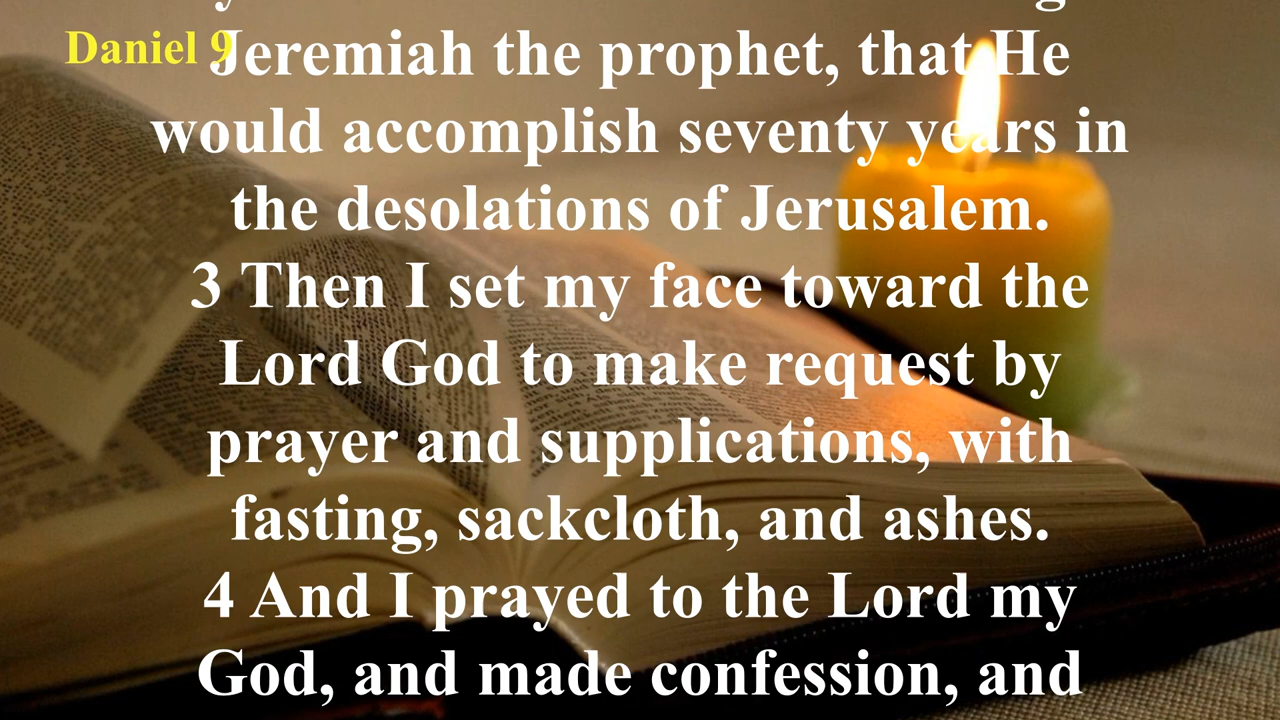 Daniel 9
Jeremiah the prophet, that He
would accomplish seventy years in
the desolations of Jerusalem.
3 Then I set my face toward the
Lord God to make request by
prayer and supplications, with
fasting, sackcloth, and ashes.
4 And I prayed to the Lord my
God, and made confession, and